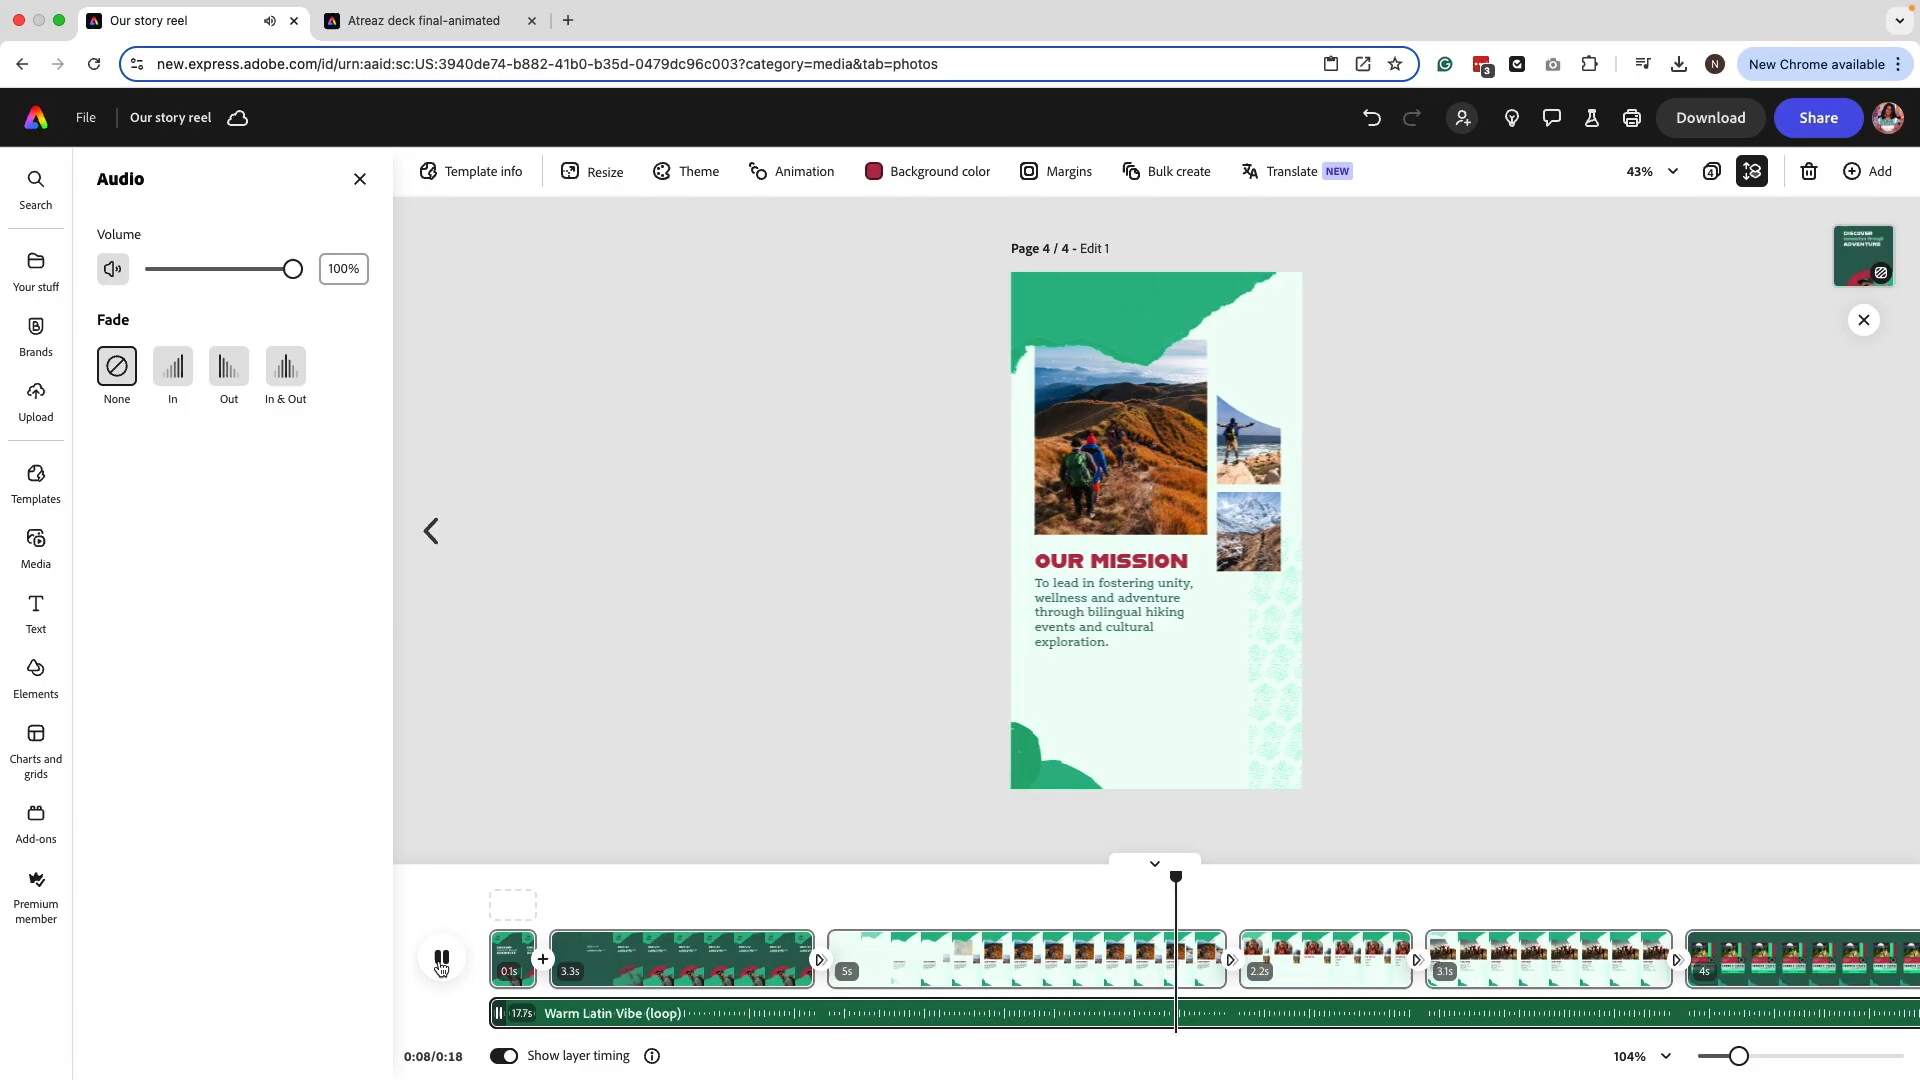 Our story reel
Atreaz deck final-animated
new.express.adobe.com/id/urn:aaid:sc:US:3940de74-b882-41b0-b35d-0479dc96c003?category=media&tab=photos
3
N
New Chrome available
File
Our story reel
Download
Share
Template info
Resize
Theme
Animation
Background color
Margins
Bulk create
Translate NEW
43%
4
Add
Search
Your stuff
Brands
Upload
Templates
Media
Text
Elements
Charts and
grids
Add-ons
Premium
member
Audio
Volume
100%
Fade
None
In
Out
In & Out
Page 4 / 4 - Edit 1
DISCOVER
ADVENTURE
OUR MISSION
To lead in fostering unity,
wellness and adventure
through bilingual hiking
events and cultural
exploration.
0.1s
3.3s
5s
2.2s
3.1s
4s
17.7s
Warm Latin Vibe (loop)
0:08/0:18
Show layer timing
104%